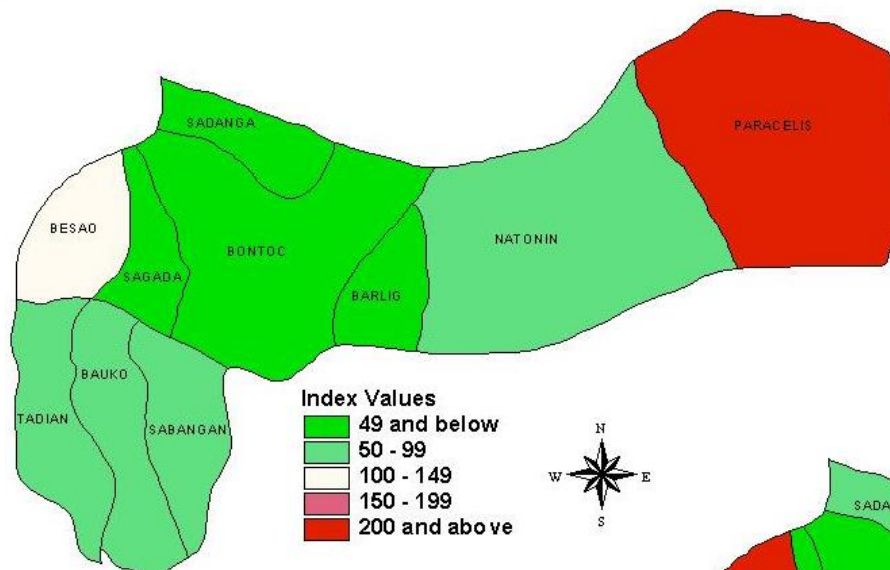 SADANGA
PARACELIS
BESAO
BONTOC
NATONIN
SAGADA
BARLIG
BAUKO
TADIAN
SABANGAN
Index Values
49 and below
50 - 99
100 - 149
150 - 199
200 and above
N
W E
S
SADA